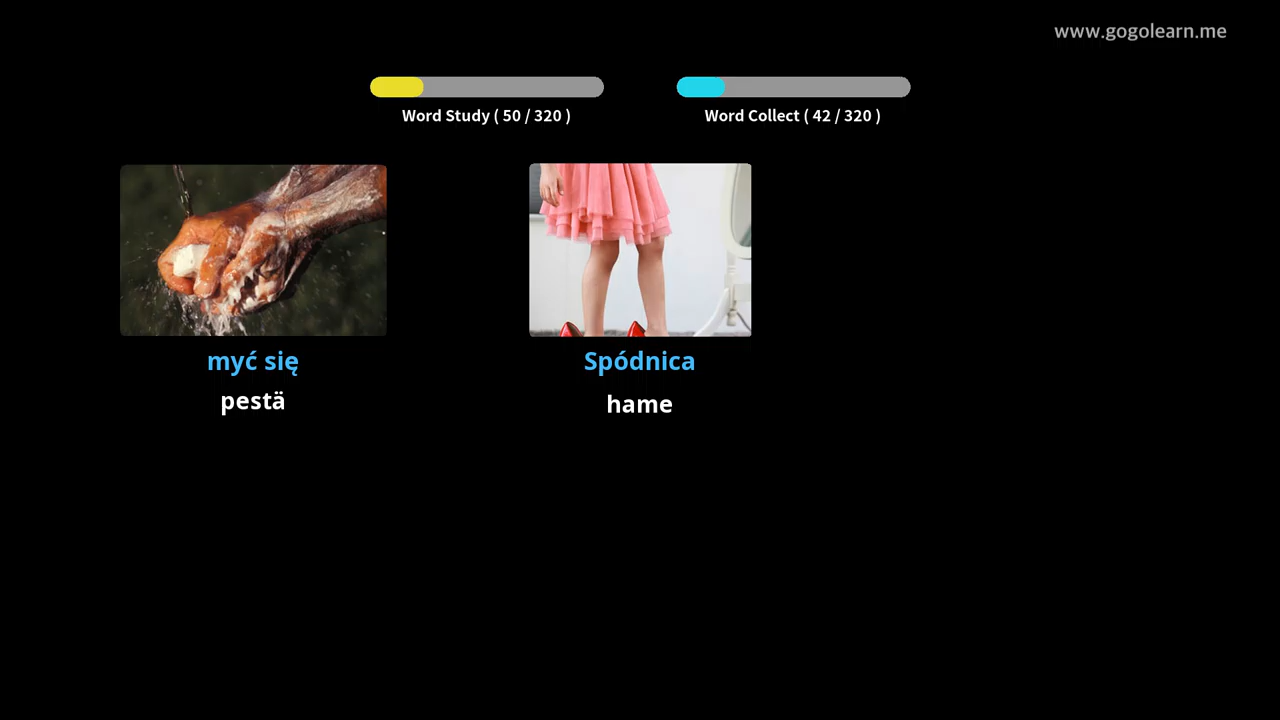 www.gogolearn.me
Word Study ( 50 / 320 )
Word Collect ( 42 / 320 )
myć się
pestä
Spódnica
hame